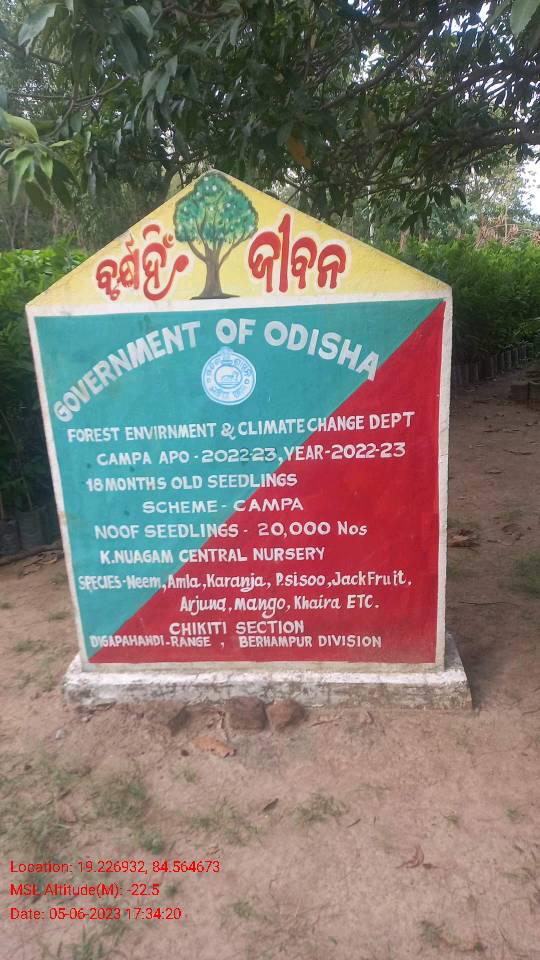 ବୃକ୍ଷହିଁ ଜୀବନ
GOVERNMENT OF ODISHA
FOREST ENVIRNMENT & CLIMATE CHANGE DEPT
CAMPA APO - 2022-23, YEAR-2022-23
18 MONTHS OLD SEEDLINGS
SCHEME - CAMPA
NO OF SEEDLINGS - 20,000 Nos
K.NUAGAM CENTRAL NURSERY
SPECIES-Neem, Amla, Karanja, P.sisoo, JackFruit,
Arjuna, Mango, Khaira ETC.
CHIKITI SECTION
DIGAPAHANDI-RANGE , BERHAMPUR DIVISION
Location: 19.226932, 84.564673
MSL Altitude(M): -22.5
Date: 05-06-2023 17:34:20